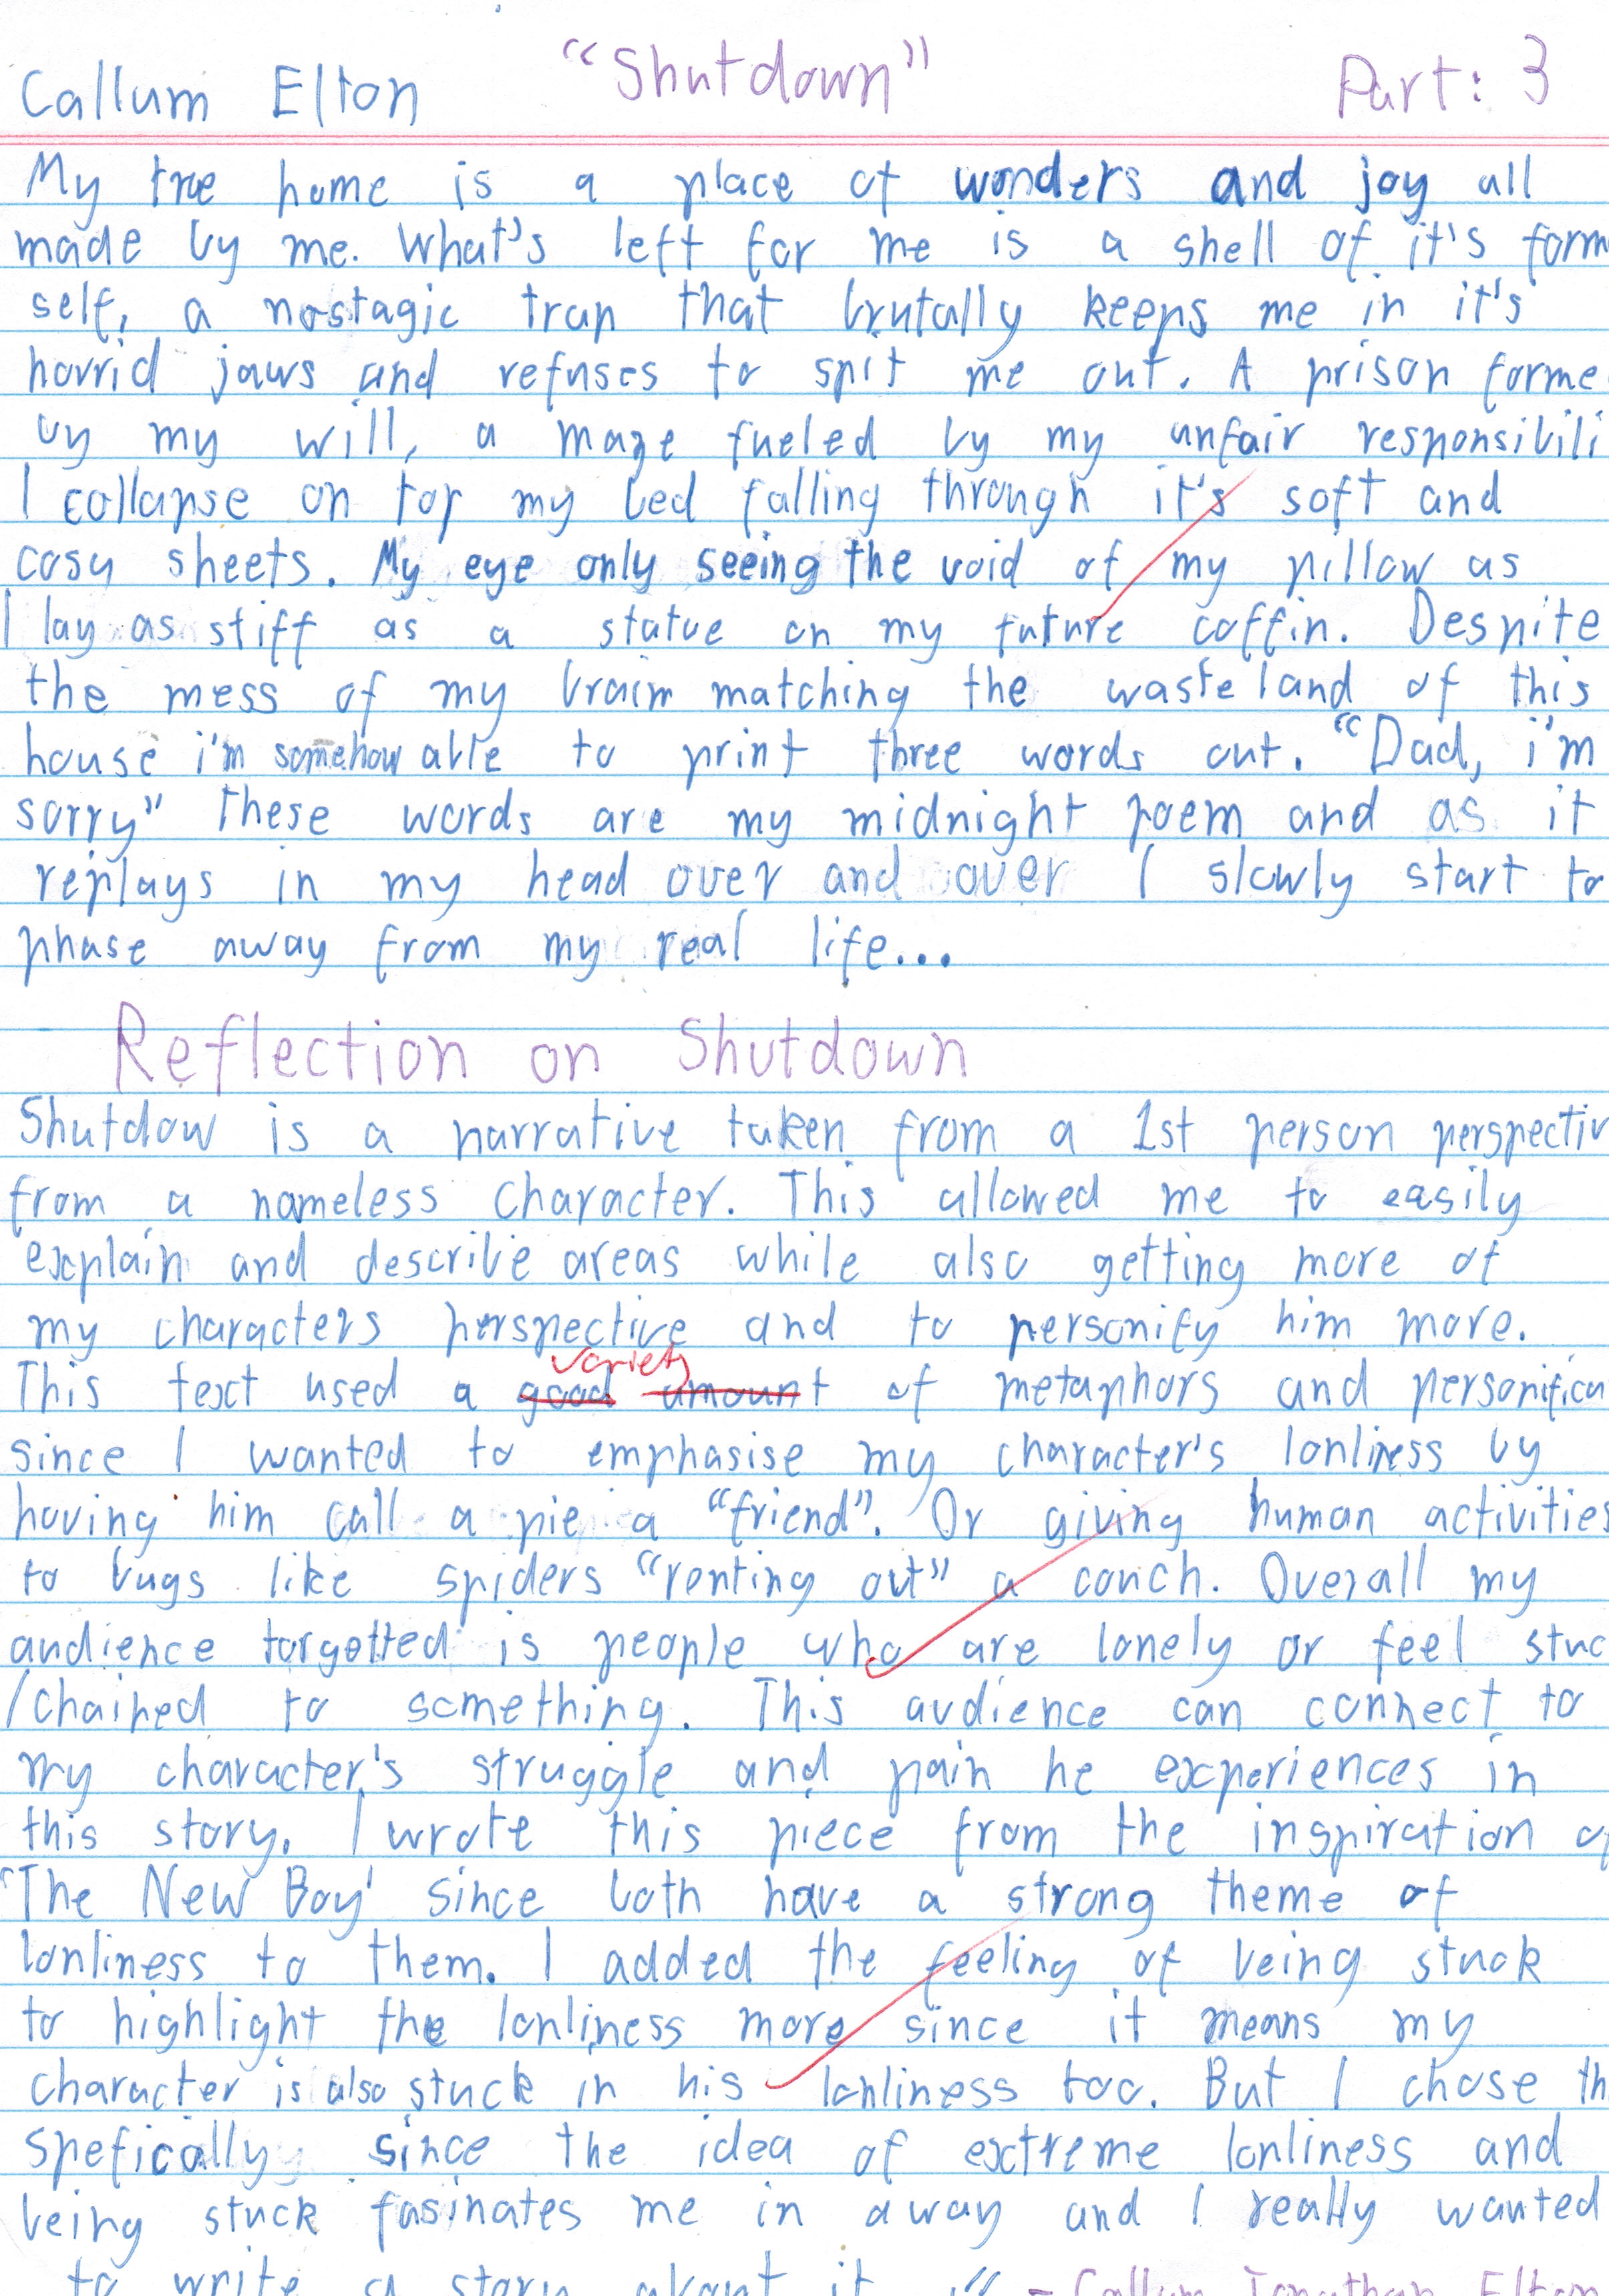 Callum Elton "Shutdown" Part: 3
My tree home is a place of wonders and joy all
made by me. What's left for me is a shell of it's form
self, a nostagic trap that brutally keeps me in it's
horrid jaws and refuses to spit me out. A prison forme
by my will, a maze fueled by my unfair responsibili
I collapse on top my bed falling through it's soft and
cosy sheets. My eye only seeing the void of my pillow as
I lay as stiff as a statue on my future coffin. Despite
the mess of my brain matching the wasteland of this
house i'm somehow able to print three words out. "Dad, i'm
sorry" These words are my midnight poem and as it
replays in my head over and over I slowly start to
phase away from my real life...
Reflection on Shutdown
Shutdow is a narrative taken from a 1st person perspectiv
from a nameless character. This allowed me to easily
explain and describe areas while also getting more of
my characters perspective and to personify him more.
variety
This text used a good amount of metaphors and personifica
since I wanted to emphasise my character's lonliness by
having him call a pie a "friend". Or giving human activities
to bugs like spiders "renting out" a couch. Overall my
audience targetted is people who are lonely or feel stuc
/chained to something. This audience can connect to
my character's struggle and pain he experiences in
this story. I wrote this piece from the inspiration of
'The New Boy' since both have a strong theme of
lonliness to them. I added the feeling of being stuck
to highlight the lonliness more since it means my
character is also stuck in his lonliness too. But I chose th
spefically since the idea of extreme lonliness and
being stuck fasinates me in a way and I really wanted
to write a story about it. - Callum Jonathan Elton